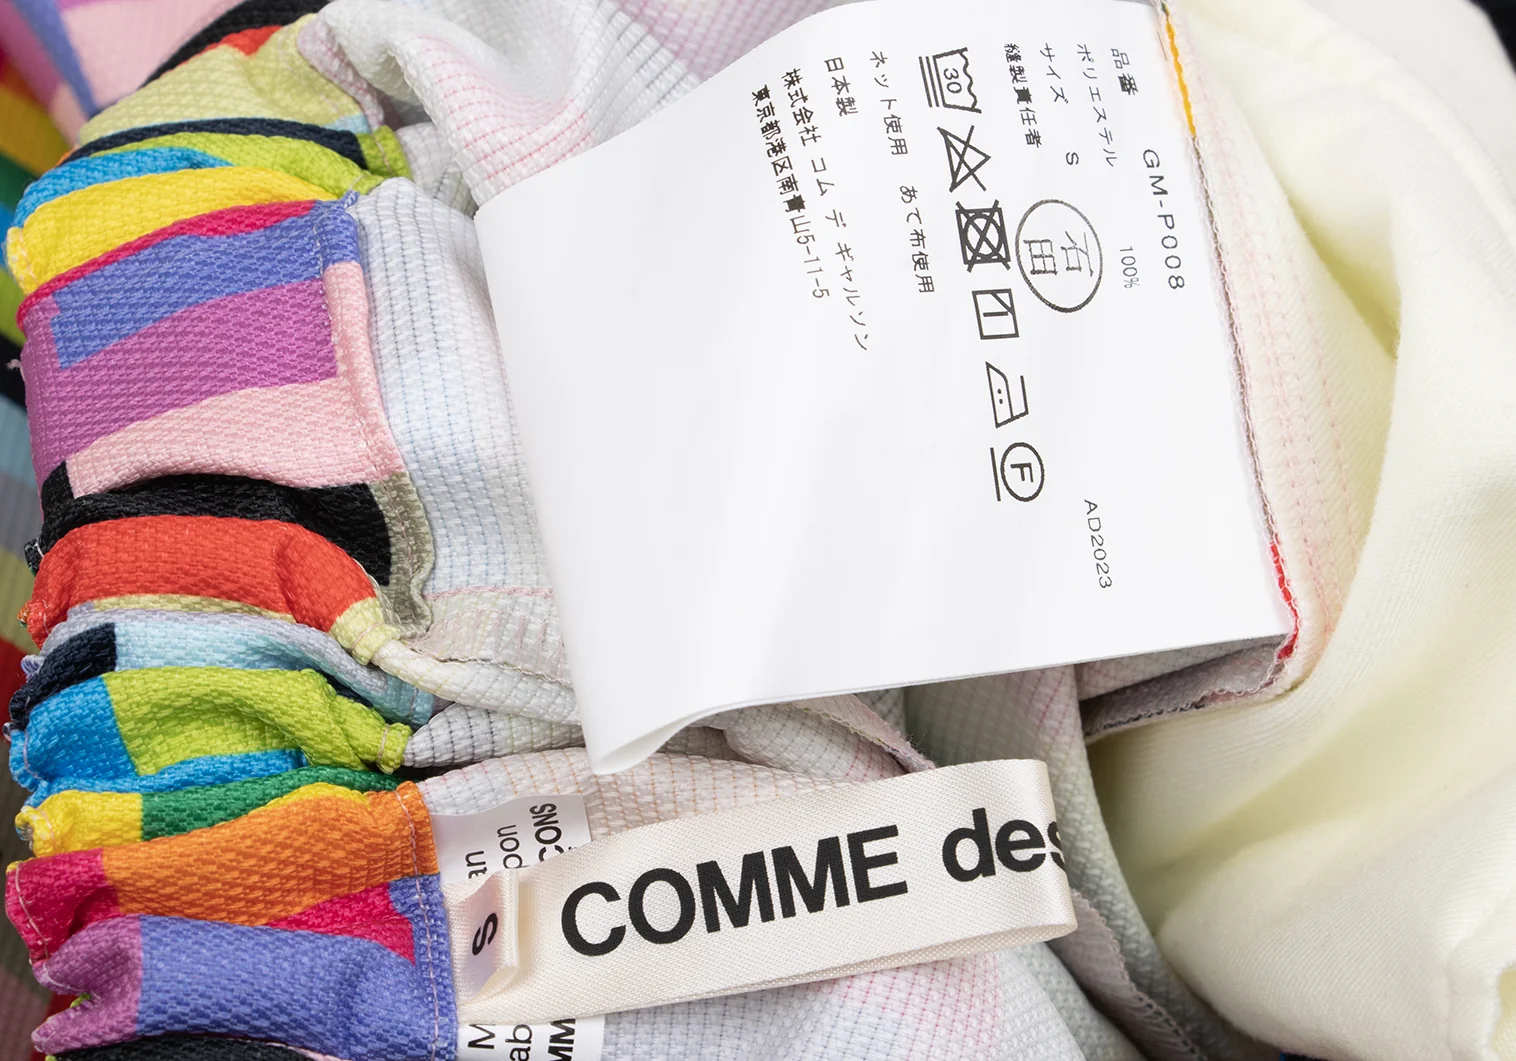 品番 GM-P008
ポリエステル 100%
サイズ S
縫製責任者 石田
AD2023
30
F
ネット使用 あて布使用
日本製
株式会社 コム デ ギャルソン
東京都港区南青山5-11-5
COMME des
S